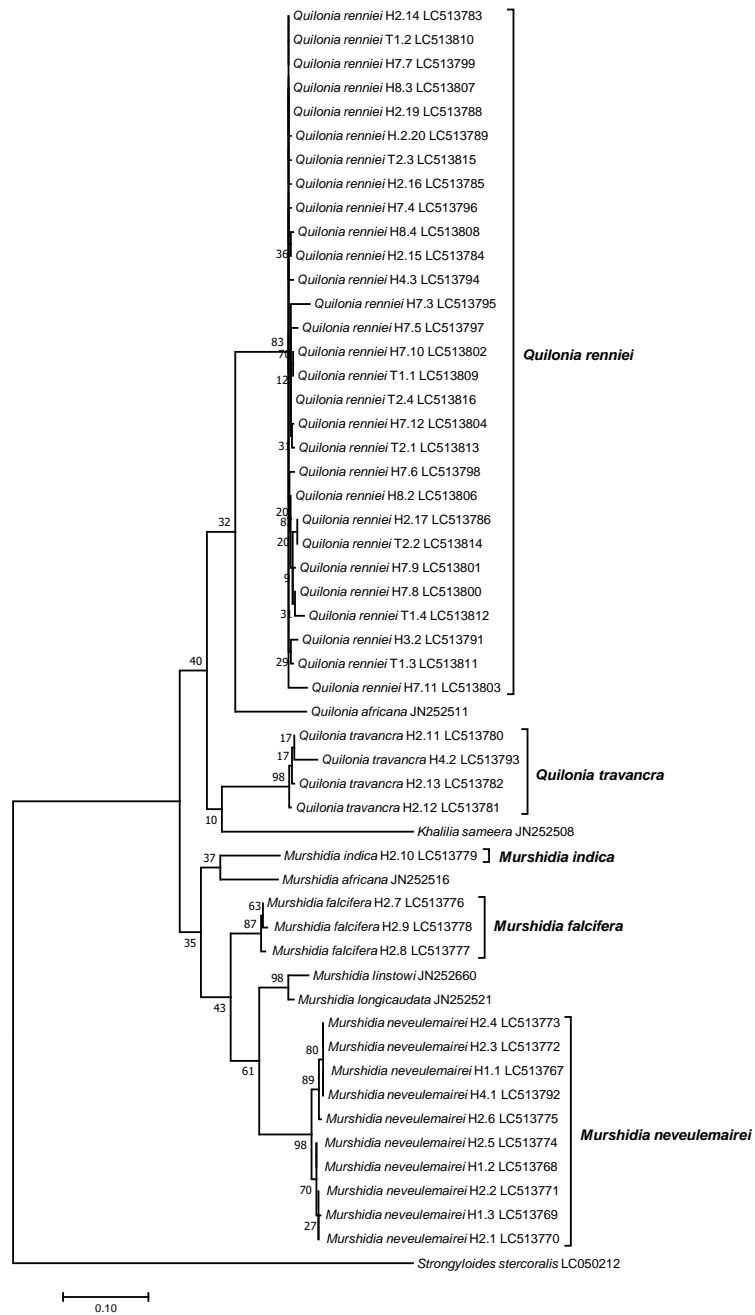 Quilonia renniei H2.14 LC513783
Quilonia renniei T1.2 LC513810
Quilonia renniei H7.7 LC513799
Quilonia renniei H8.3 LC513807
Quilonia renniei H2.19 LC513788
Quilonia renniei H.2.20 LC513789
Quilonia renniei T2.3 LC513815
Quilonia renniei H2.16 LC513785
Quilonia renniei H7.4 LC513796
Quilonia renniei H8.4 LC513808
Quilonia renniei H2.15 LC513784
36
Quilonia renniei H4.3 LC513794
Quilonia renniei H7.3 LC513795
Quilonia renniei H7.5 LC513797
83
Quilonia renniei H7.10 LC513802
Quilonia renniei
Quilonia renniei T1.1 LC513809
12
Quilonia renniei T2.4 LC513816
Quilonia renniei H7.12 LC513804
Quilonia renniei T2.1 LC513813
Quilonia renniei H7.6 LC513798
Quilonia renniei H8.2 LC513806
20
Quilonia renniei H2.17 LC513786
32
Quilonia renniei T2.2 LC513814
20
Quilonia renniei H7.9 LC513801
9
Quilonia renniei H7.8 LC513800
Quilonia renniei T1.4 LC513812
31
Quilonia renniei H3.2 LC513791
Quilonia renniei T1.3 LC513811
29
Quilonia renniei H7.11 LC513803
40
Quilonia africana JN252511
Quilonia travancra H2.11 LC513780
17
Quilonia travancra H4.2 LC513793
17
Quilonia travancra
Quilonia travancra H2.13 LC513782
98
Quilonia travancra H2.12 LC513781
10
Khalilia sameera JN252508
Murshidia indica H2.10 LC513779
Murshidia indica
37
Murshidia africana JN252516
Murshidia falcifera H2.7 LC513776
63
Murshidia falcifera H2.9 LC513778
87
Murshidia falcifera
Murshidia falcifera H2.8 LC513777
35
Murshidia linstowi JN252660
98
Murshidia longicaudata JN252521
43
Murshidia neveulemairei H2.4 LC513773
Murshidia neveulemairei H2.3 LC513772
80
Murshidia neveulemairei H1.1 LC513767
61
Murshidia neveulemairei H4.1 LC513792
89
Murshidia neveulemairei H2.6 LC513775
Murshidia neveulemairei
Murshidia neveulemairei H2.5 LC513774
98
Murshidia neveulemairei H1.2 LC513768
Murshidia neveulemairei H2.2 LC513771
70
Murshidia neveulemairei H1.3 LC513769
27
Murshidia neveulemairei H2.1 LC513770
Strongyloides stercoralis LC050212
0.10